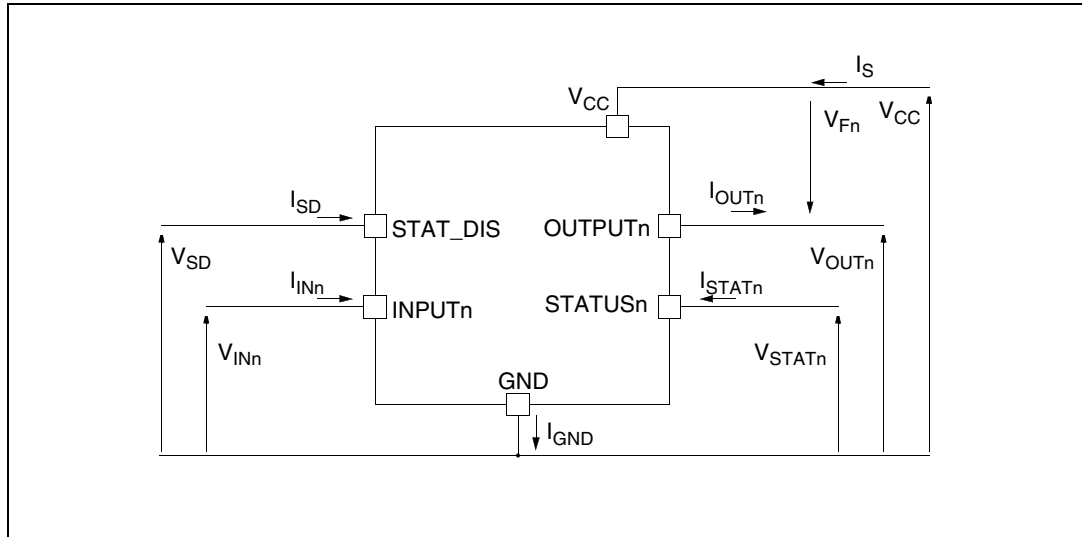 I_S
V_CC
V_Fn
V_CC
I_SD
I_OUTn
STAT_DIS
OUTPUTn
V_SD
V_OUTn
I_INn
I_STATn
INPUTn
STATUSn
V_INn
V_STATn
GND
I_GND